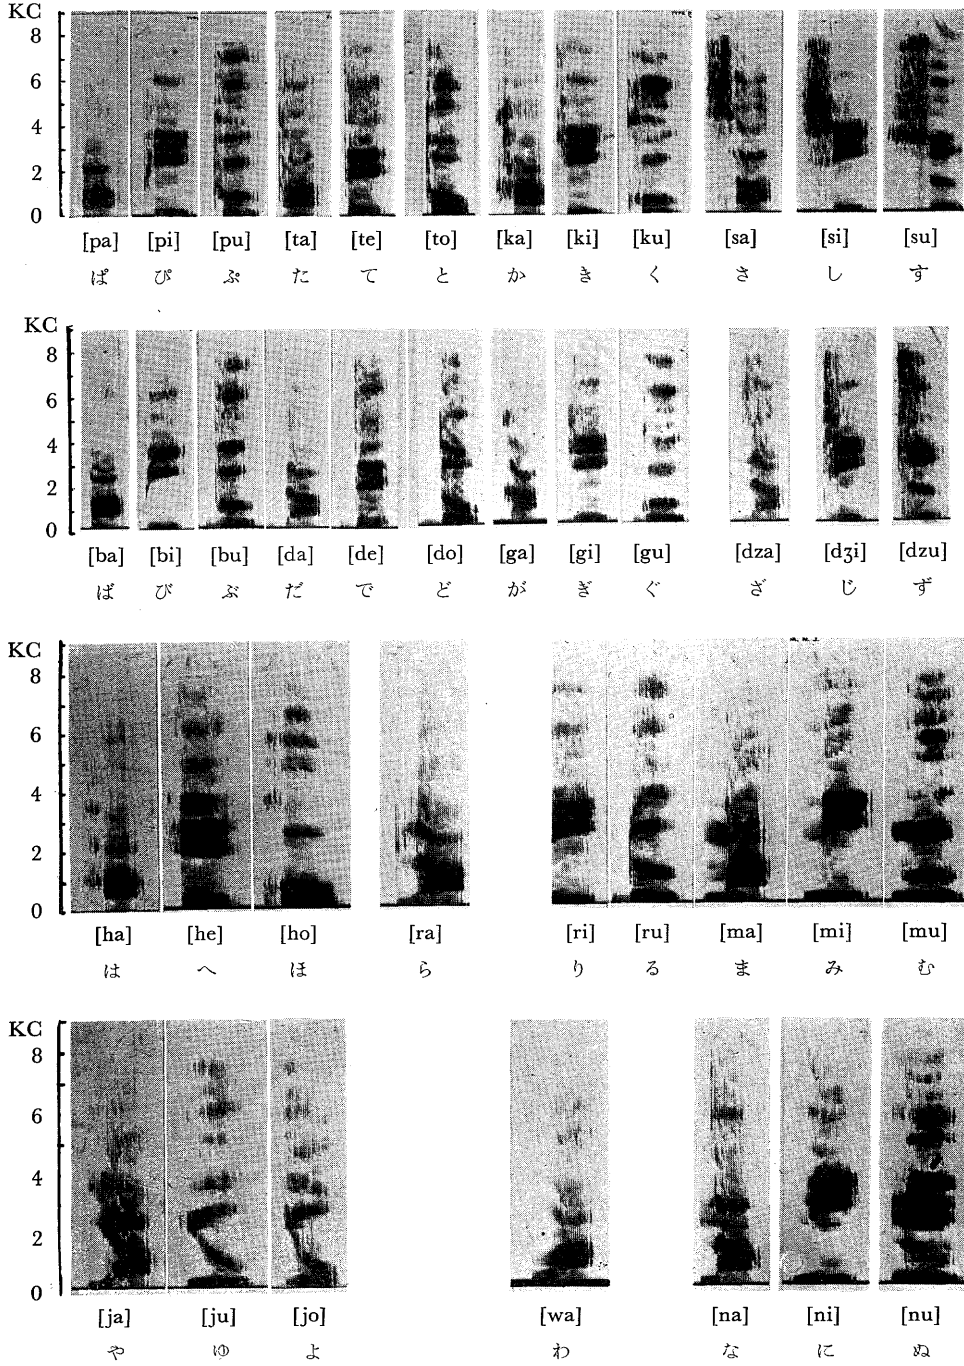 KC
8
6
4
2
0
[pa] [pi] [pu] [ta] [te] [to] [ka] [ki] [ku] [sa] [si] [su]
ぱ ぴ ぷ た て と か き く さ し す
KC
8
6
4
2
0
[ba] [bi] [bu] [da] [de] [do] [ga] [gi] [gu] [dza] [dʒi] [dzu]
ば び ぶ だ で ど が ぎ ぐ ざ じ ず
KC
8
6
4
2
0
[ha] [he] [ho] [ra] [ri] [ru] [ma] [mi] [mu]
は へ ほ ら り る ま み む
KC
8
6
4
2
0
[ja] [ju] [jo] [wa] [na] [ni] [nu]
や ゆ よ わ な に ぬ